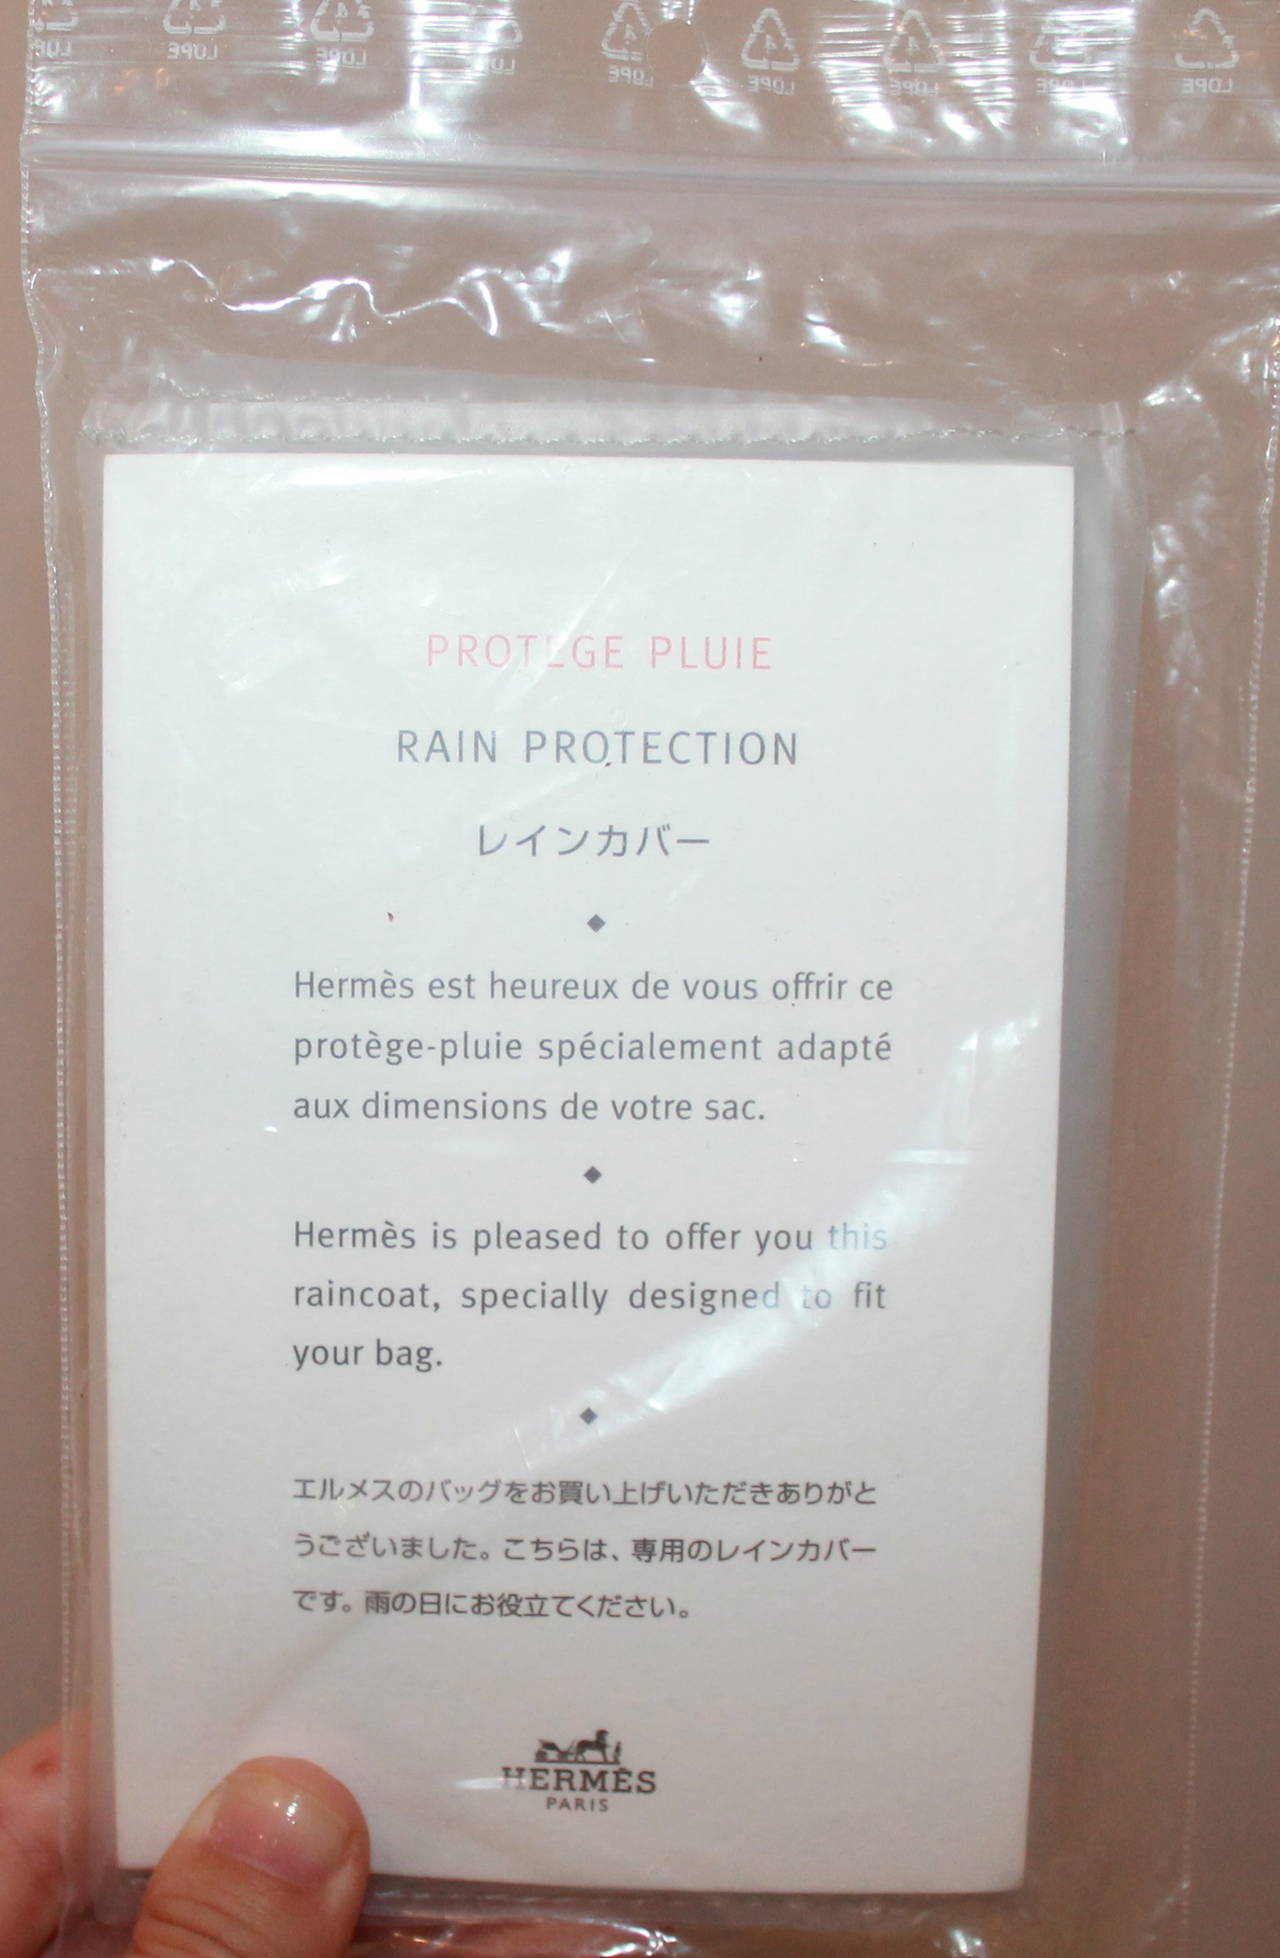 PROTEGE PLUIE
RAIN PROTECTION
レインカバー
Hermès est heureux de vous offrir ce
protège-pluie spécialement adapté
aux dimensions de votre sac.
Hermès is pleased to offer you this
raincoat, specially designed to fit
your bag.
エルメスのバッグをお買い上げいただきありがと
うございました。こちらは、専用のレインカバー
です。雨の日にお役立てください。
HERMÈS
PARIS